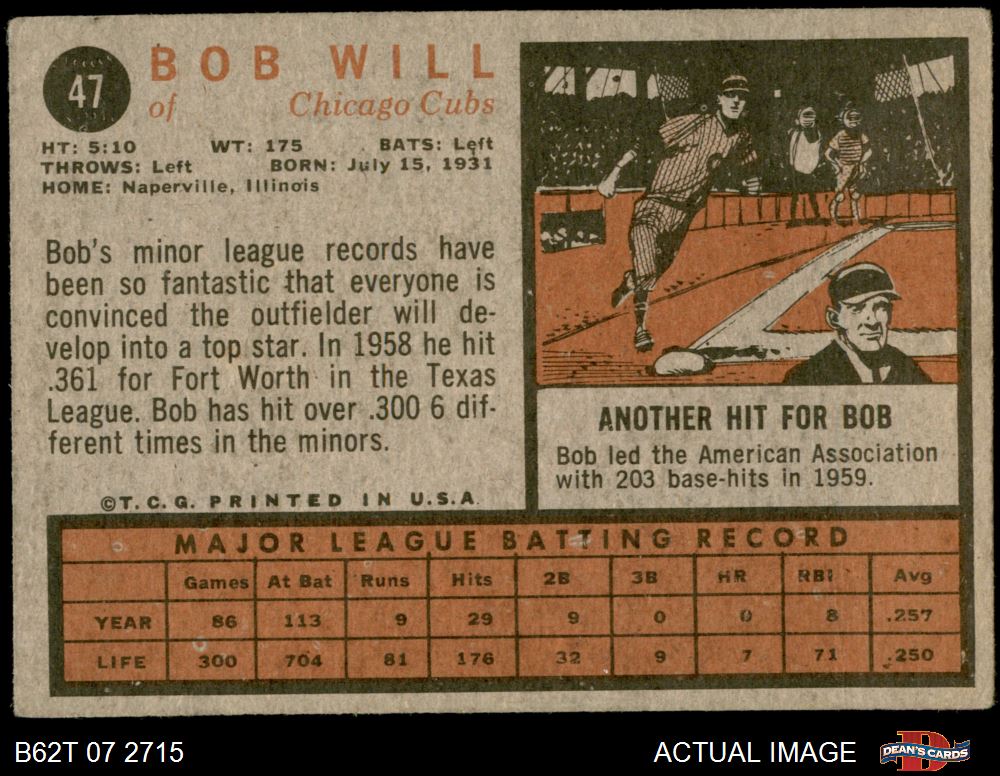 47
BOB WILL
of Chicago Cubs
HT: 5:10 WT: 175 BATS: Left
THROWS: Left BORN: July 15, 1931
HOME: Naperville, Illinois
Bob's minor league records have
been so fantastic that everyone is
convinced the outfielder will de-
velop into a top star. In 1958 he hit
.361 for Fort Worth in the Texas
League. Bob has hit over .300 6 dif-
ferent times in the minors.
©T.C.G. PRINTED IN U.S.A.
ANOTHER HIT FOR BOB
Bob led the American Association
with 203 base-hits in 1959.
MAJOR LEAGUE BATTING RECORD
Games At Bat Runs Hits 2B 3B HR RBI Avg
YEAR 86 113 9 29 9 0 0 8 .257
LIFE 300 704 81 176 32 9 7 71 .250
B62T 07 2715
ACTUAL IMAGE
D
DEAN'S CARDS